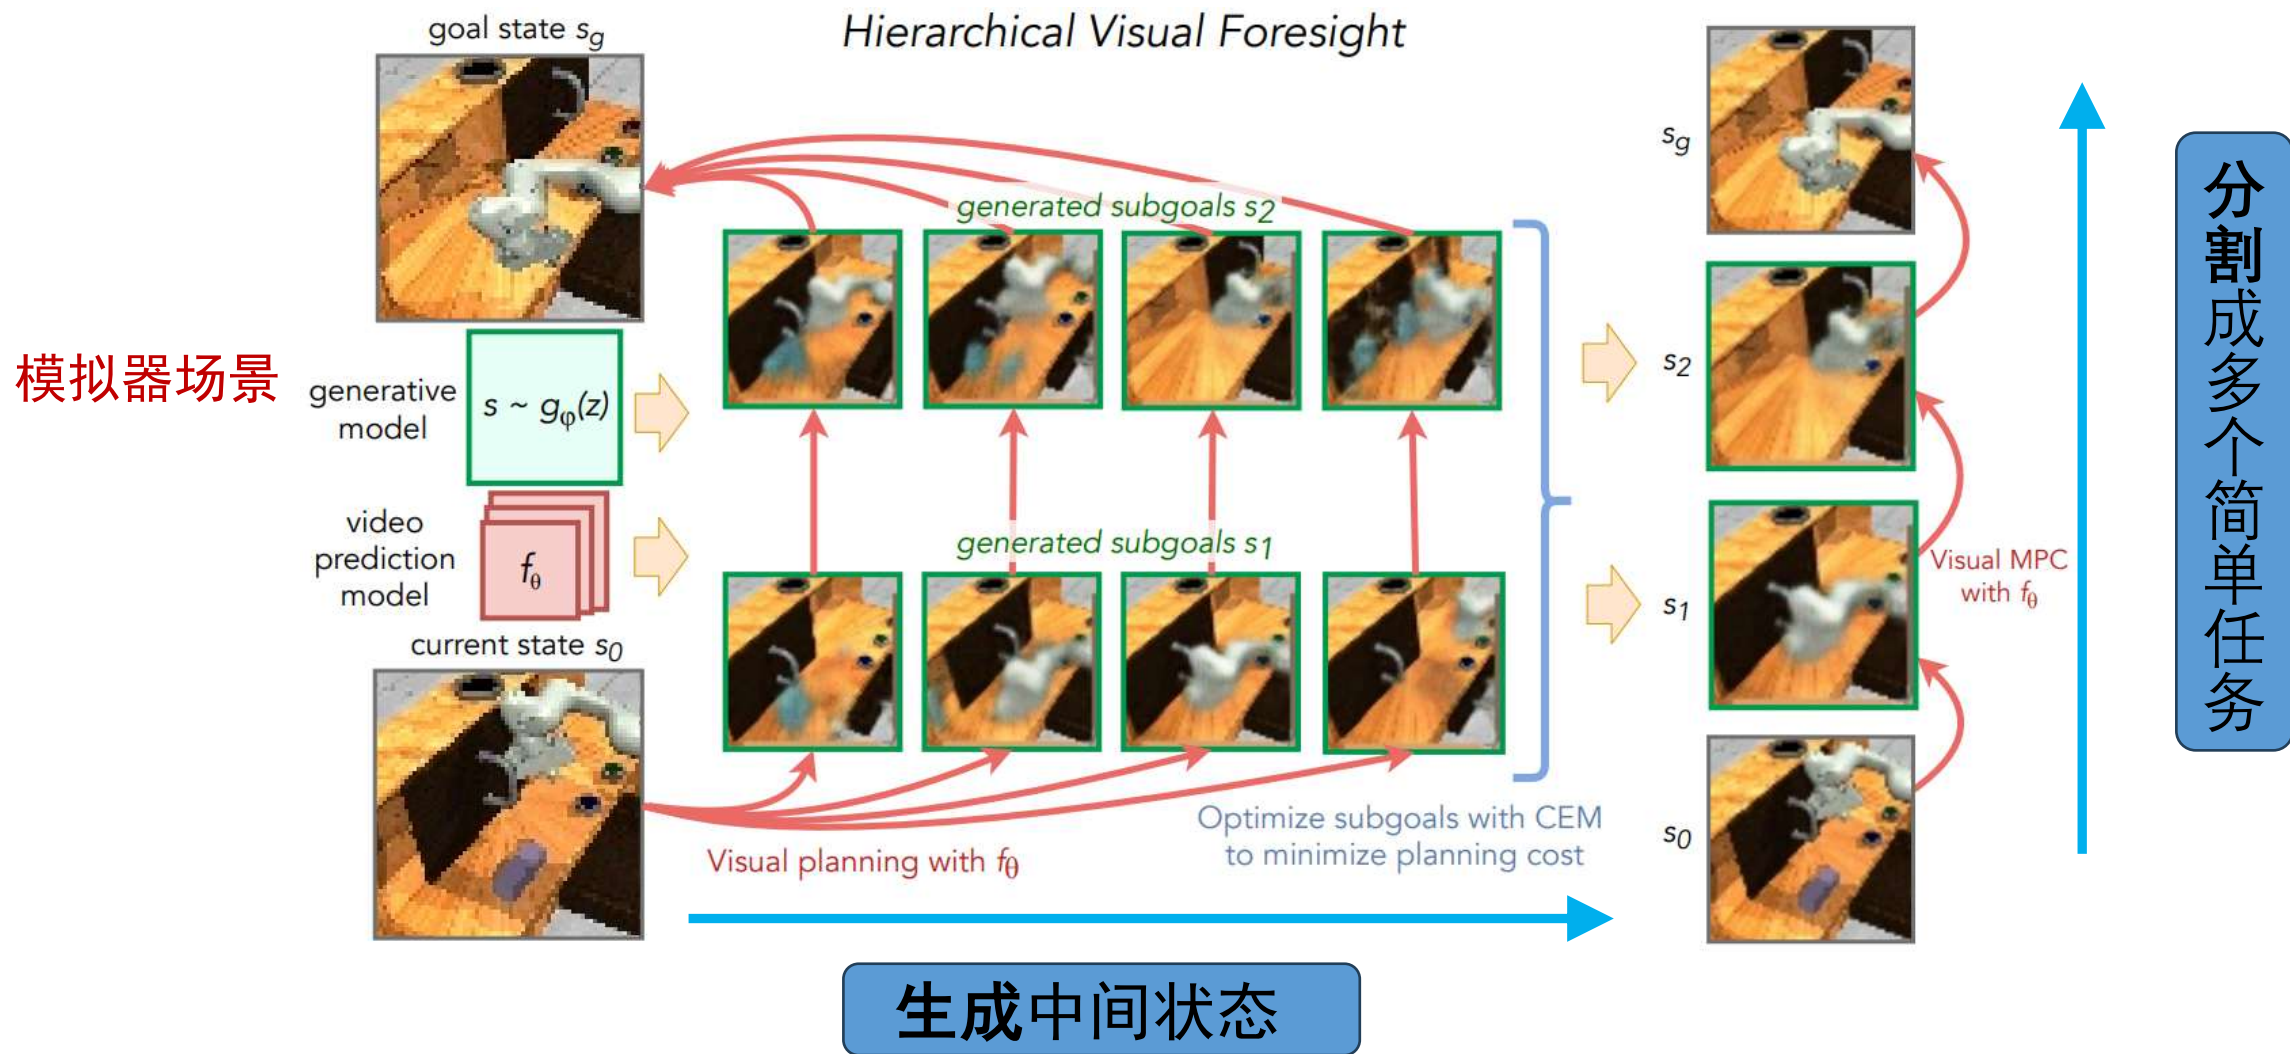 Hierarchical Visual Foresight
goal state sg
模拟器场景
generative
model
s ~ gφ(z)
video
prediction
model
fθ
current state s0
generated subgoals s2
generated subgoals s1
Visual planning with fθ
Optimize subgoals with CEM
to minimize planning cost
sg
s2
s1
s0
Visual MPC
with fθ
分割成多个简单任务
生成中间状态